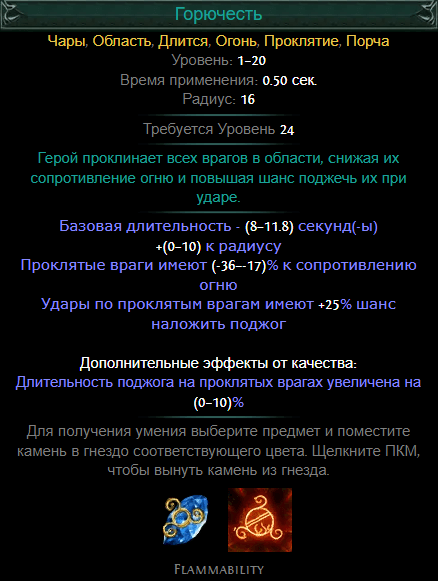 Горючесть
Чары, Область, Длится, Огонь, Проклятие, Порча
Уровень: 1–20
Время применения: 0.50 сек.
Радиус: 16
Требуется Уровень 24
Герой проклинает всех врагов в области, снижая их
сопротивление огню и повышая шанс поджечь их при
ударе.
Базовая длительность - (8–11.8) секунд(-ы)
+(0–10) к радиусу
Проклятые враги имеют (-36–-17)% к сопротивлению
огню
Удары по проклятым врагам имеют +25% шанс
наложить поджог
Дополнительные эффекты от качества:
Длительность поджога на проклятых врагах увеличена на
(0–10)%
Для получения умения выберите предмет и поместите
камень в гнездо соответствующего цвета. Щелкните ПКМ,
чтобы вынуть камень из гнезда.
Flammability